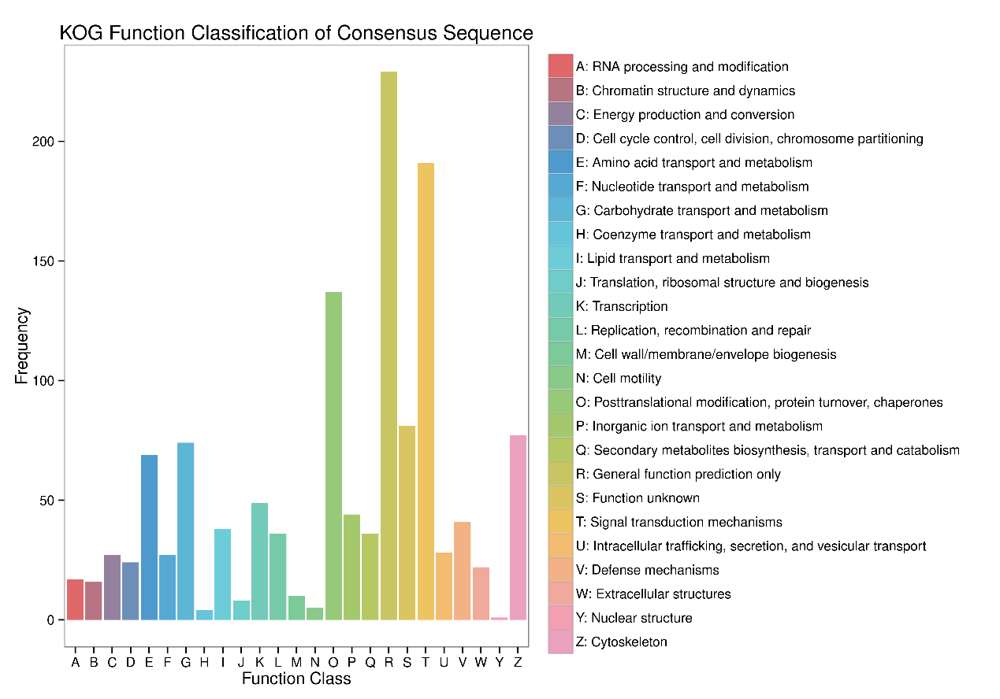 KOG Function Classification of Consensus Sequence
Frequency
200
150
100
50
0
A B C D E F G H I J K L M N O P Q R S T U V W Y Z
Function Class
A: RNA processing and modification
B: Chromatin structure and dynamics
C: Energy production and conversion
D: Cell cycle control, cell division, chromosome partitioning
E: Amino acid transport and metabolism
F: Nucleotide transport and metabolism
G: Carbohydrate transport and metabolism
H: Coenzyme transport and metabolism
I: Lipid transport and metabolism
J: Translation, ribosomal structure and biogenesis
K: Transcription
L: Replication, recombination and repair
M: Cell wall/membrane/envelope biogenesis
N: Cell motility
O: Posttranslational modification, protein turnover, chaperones
P: Inorganic ion transport and metabolism
Q: Secondary metabolites biosynthesis, transport and catabolism
R: General function prediction only
S: Function unknown
T: Signal transduction mechanisms
U: Intracellular trafficking, secretion, and vesicular transport
V: Defense mechanisms
W: Extracellular structures
Y: Nuclear structure
Z: Cytoskeleton